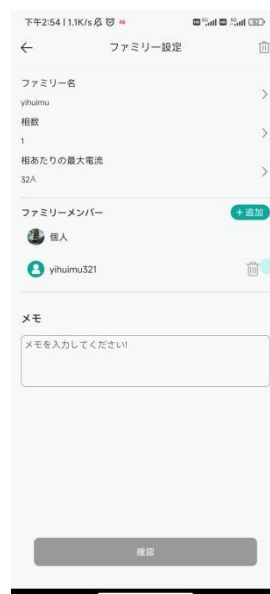 下午2:54 | 1.1K/s
ファミリー設定
ファミリー名
yihuimu
相数
1
相あたりの最大電流
32A
ファミリーメンバー
+ 追加
個人
yihuimu321
メモ
メモを入力してください!
確認